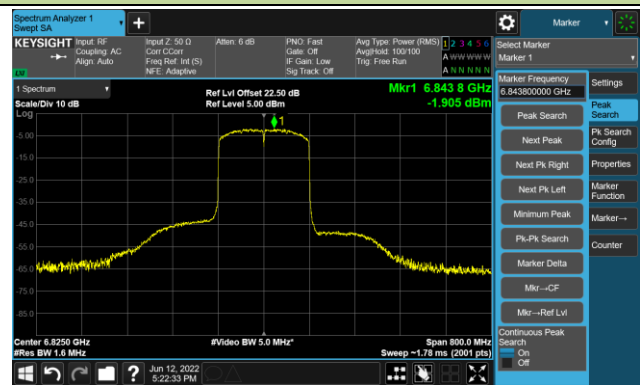 Spectrum Analyzer 1
Swept SA
Marker
KEYSIGHT
Input: RF
Coupling: AC
Align: Auto
Input Z: 50 Ω
Corr CCorr
Freq Ref: Int (S)
NFE: Adaptive
Atten: 6 dB
PNO: Fast
Gate: Off
IF Gain: Low
Sig Track: Off
Avg Type: Power (RMS)
Avg|Hold: 100/100
Trig: Free Run
1 2 3 4 5 6
A W W W W W
A N N N N N
Select Marker
Marker 1
LW
1 Spectrum
Scale/Div 10 dB
Ref Lvl Offset 22.50 dB
Ref Level 5.00 dBm
Mkr1 6.843 8 GHz
-1.905 dBm
Log
1
-5.00
-15.0
-25.0
-35.0
-45.0
-55.0
-65.0
-75.0
-85.0
Center 6.8250 GHz
#Res BW 1.6 MHz
#Video BW 5.0 MHz*
Span 800.0 MHz
Sweep ~1.78 ms (2001 pts)
Marker Frequency
6.843800000 GHz
Peak Search
Next Peak
Next Pk Right
Next Pk Left
Minimum Peak
Pk-Pk Search
Marker Delta
Mkr→CF
Mkr→Ref Lvl
Continuous Peak
Search
On
Off
Settings
Peak
Search
Pk Search
Config
Properties
Marker
Function
Marker→
Counter
Jun 12, 2022
5:22:33 PM